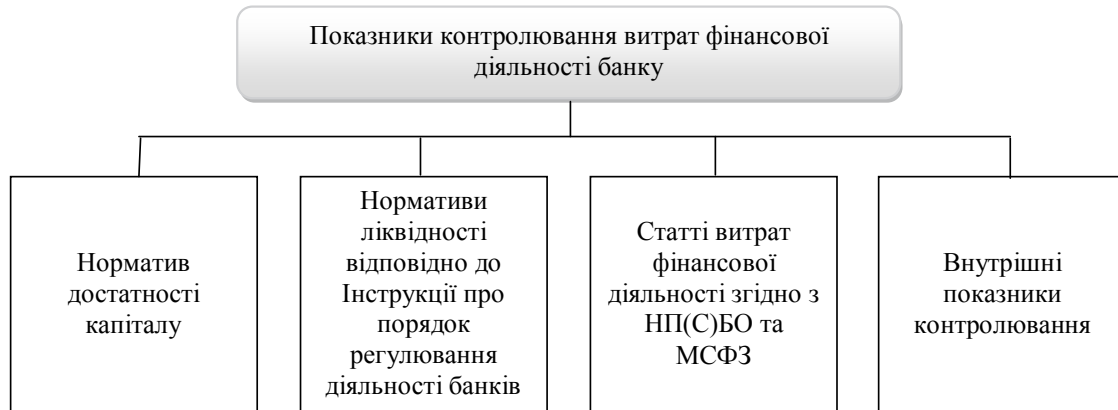 Показники контролювання витрат фінансової
діяльності банку
Норматив
достатності
капіталу
Нормативи
ліквідності
відповідно до
Інструкції про
порядок
регулювання
діяльності банків
Статті витрат
фінансової
діяльності згідно з
НП(С)БО та
МСФЗ
Внутрішні
показники
контролювання